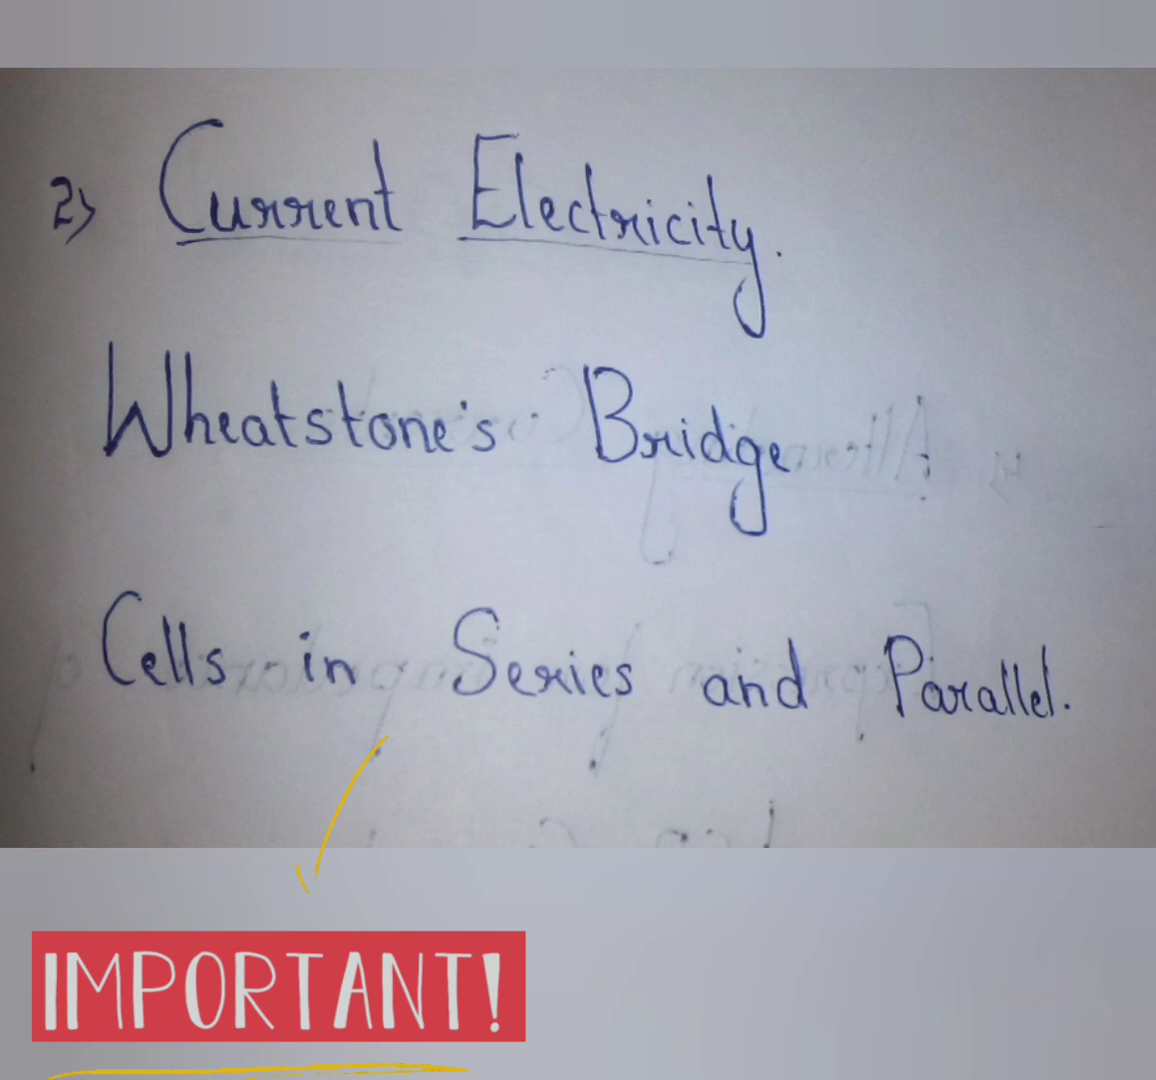 2) Current Electricity.
Wheatstone's Bridge
Cells in Series and Parallel.
IMPORTANT!